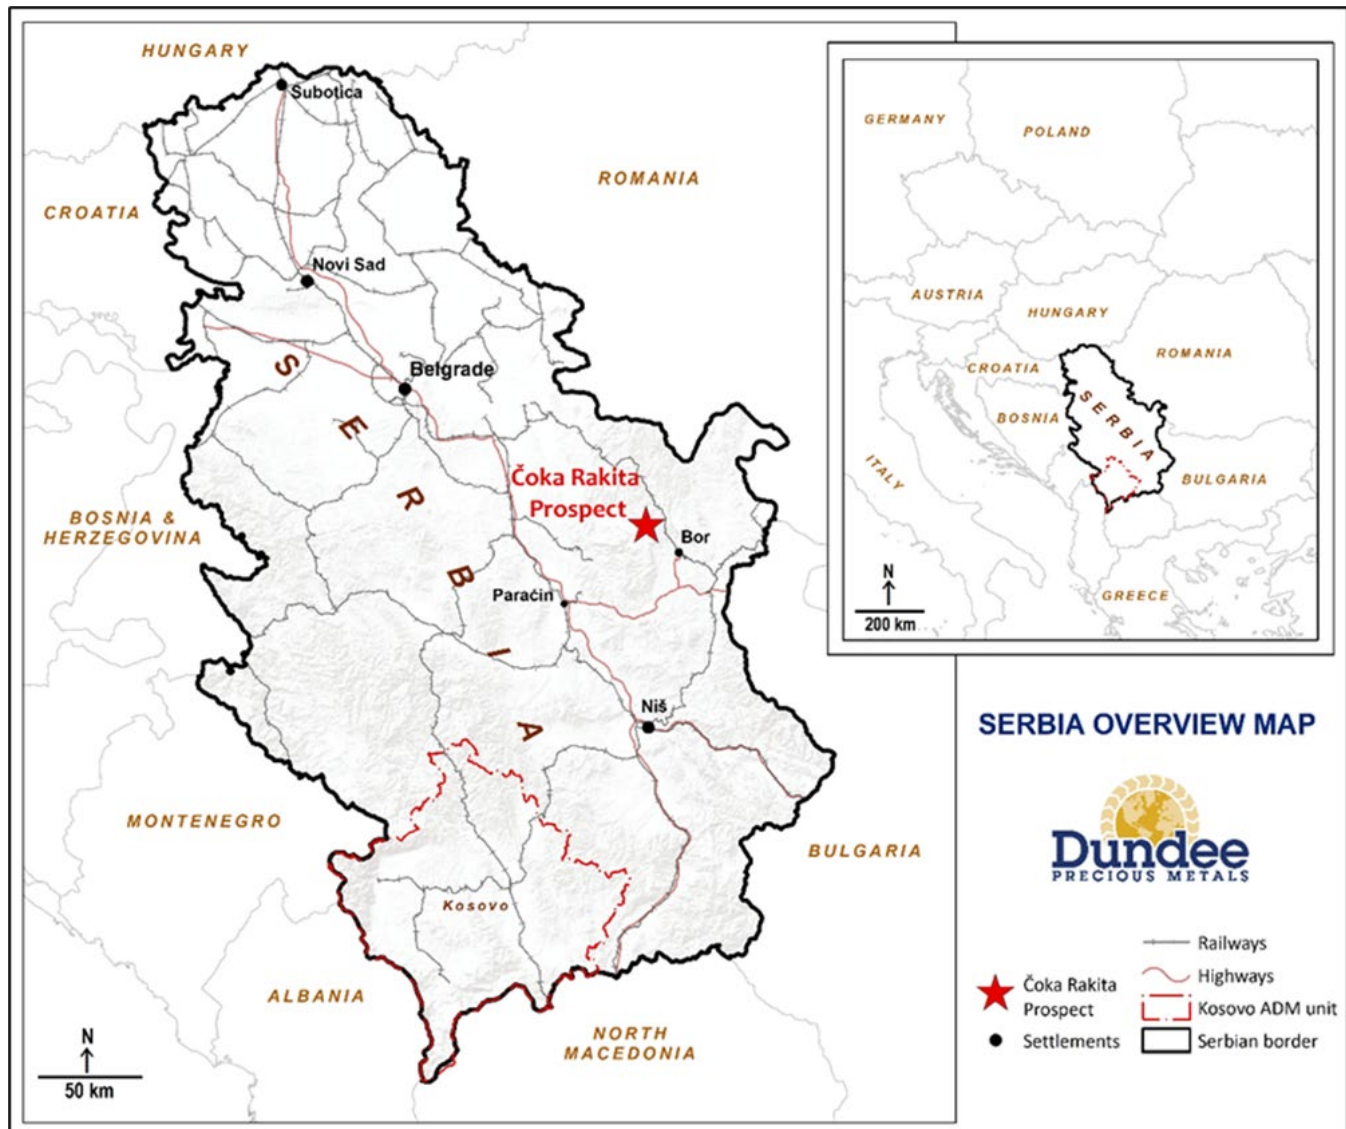 HUNGARY
Subotica
ROMANIA
CROATIA
Novi Sad
Belgrade
SERBIA
Čoka Rakita
Prospect
BOSNIA &
HERZEGOVINA
Bor
Paraćin
Niš
MONTENEGRO
BULGARIA
Kosovo
ALBANIA
NORTH
MACEDONIA
N
50 km
GERMANY
POLAND
AUSTRIA
HUNGARY
ROMANIA
CROATIA
BOSNIA
SERBIA
ITALY
BULGARIA
GREECE
N
200 km
SERBIA OVERVIEW MAP
Dundee
PRECIOUS METALS
Čoka Rakita
Prospect
Settlements
Railways
Highways
Kosovo ADM unit
Serbian border